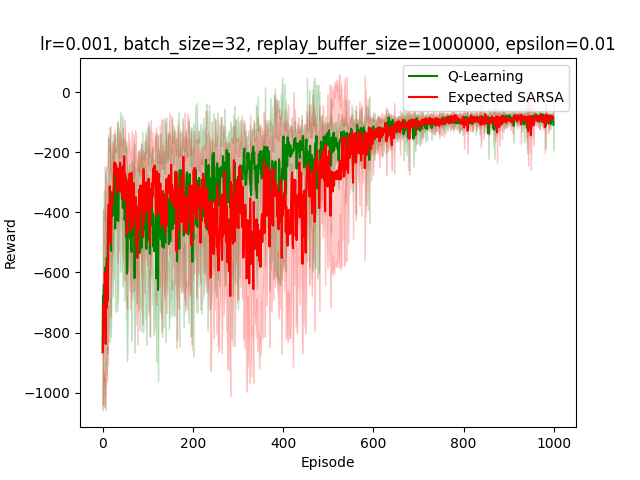 lr=0.001, batch_size=32, replay_buffer_size=1000000, epsilon=0.01
Q-Learning
Expected SARSA
Reward
0
−200
−400
−600
−800
−1000
0
200
400
600
800
1000
Episode